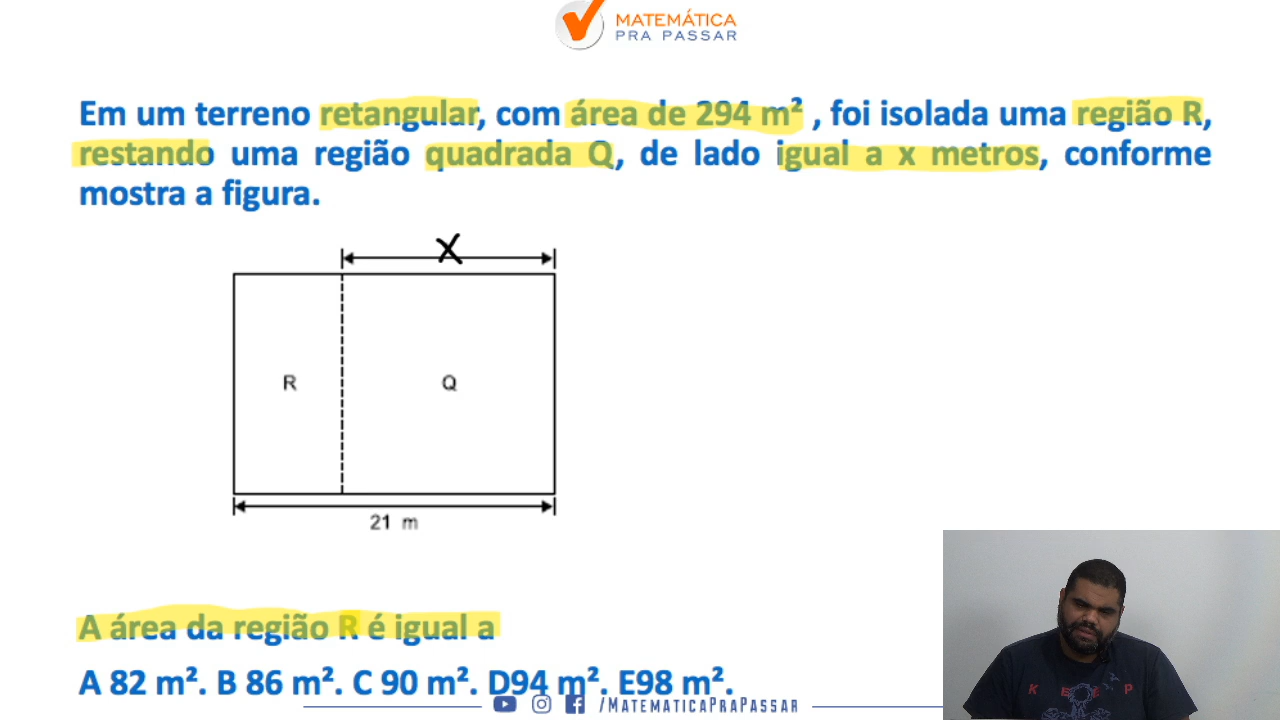 MATEMÁTICA
PRA PASSAR
Em um terreno retangular, com área de 294 m² , foi isolada uma região R,
restando uma região quadrada Q, de lado igual a x metros, conforme
mostra a figura.
X
R
Q
21 m
A área da região R é igual a
A 82 m². B 86 m². C 90 m². D94 m². E98 m².
/MATEMATICAPRAPASSAR
K E E P